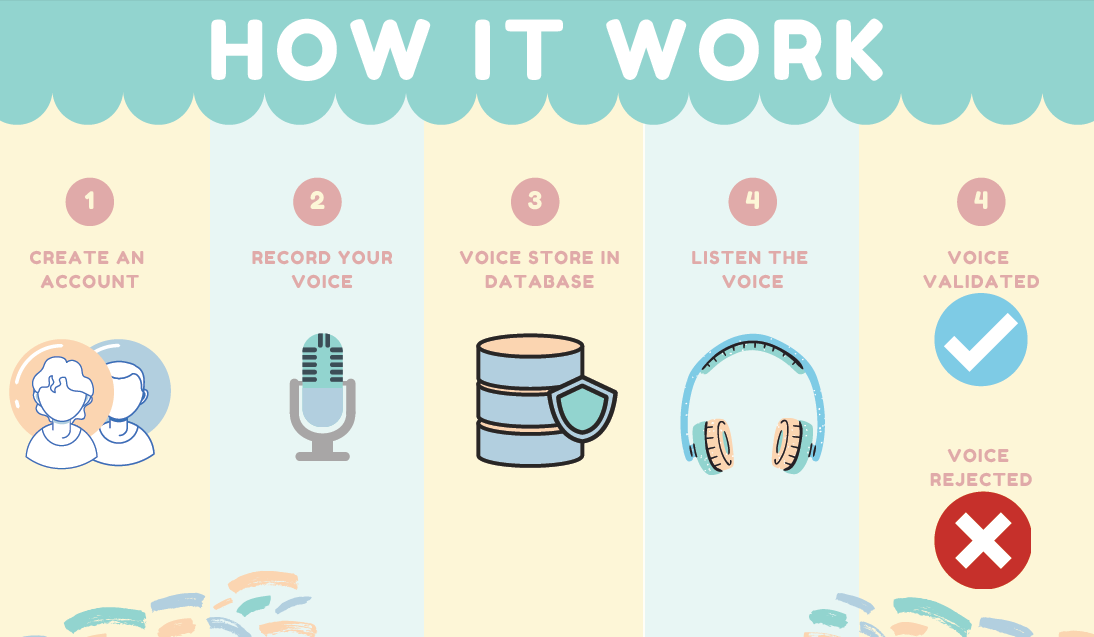 HOW IT WORK
1
CREATE AN
ACCOUNT
2
RECORD YOUR
VOICE
3
VOICE STORE IN
DATABASE
4
LISTEN THE
VOICE
4
VOICE
VALIDATED
VOICE
REJECTED